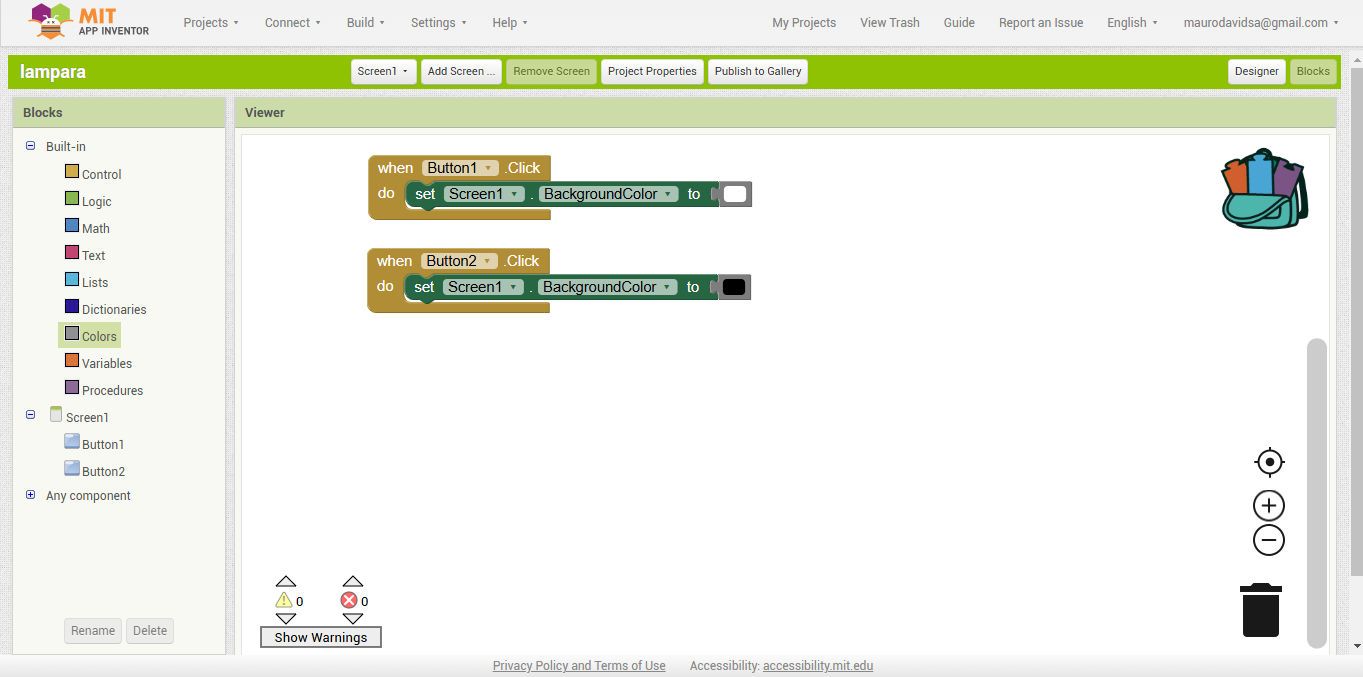 MIT APP INVENTOR Projects Connect Build Settings Help My Projects View Trash Guide Report an Issue English maurodavidsa@gmail.com
lampara Screen1 Add Screen ... Remove Screen Project Properties Publish to Gallery Designer Blocks
Blocks Viewer
Built-in
Control
Logic
Math
Text
Lists
Dictionaries
Colors
Variables
Procedures
Screen1
Button1
Button2
Any component
Rename Delete
when Button1 .Click
do set Screen1 . BackgroundColor to
when Button2 .Click
do set Screen1 . BackgroundColor to
0 0
Show Warnings
Privacy Policy and Terms of Use Accessibility: accessibility.mit.edu